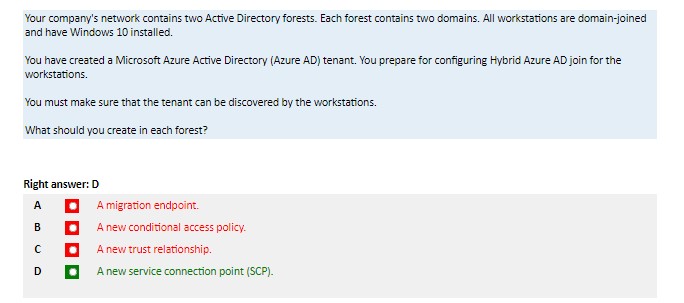 Your company's network contains two Active Directory forests. Each forest contains two domains. All workstations are domain-joined
and have Windows 10 installed.
You have created a Microsoft Azure Active Directory (Azure AD) tenant. You prepare for configuring Hybrid Azure AD join for the
workstations.
You must make sure that the tenant can be discovered by the workstations.
What should you create in each forest?
Right answer: D
A A migration endpoint.
B A new conditional access policy.
C A new trust relationship.
D A new service connection point (SCP).